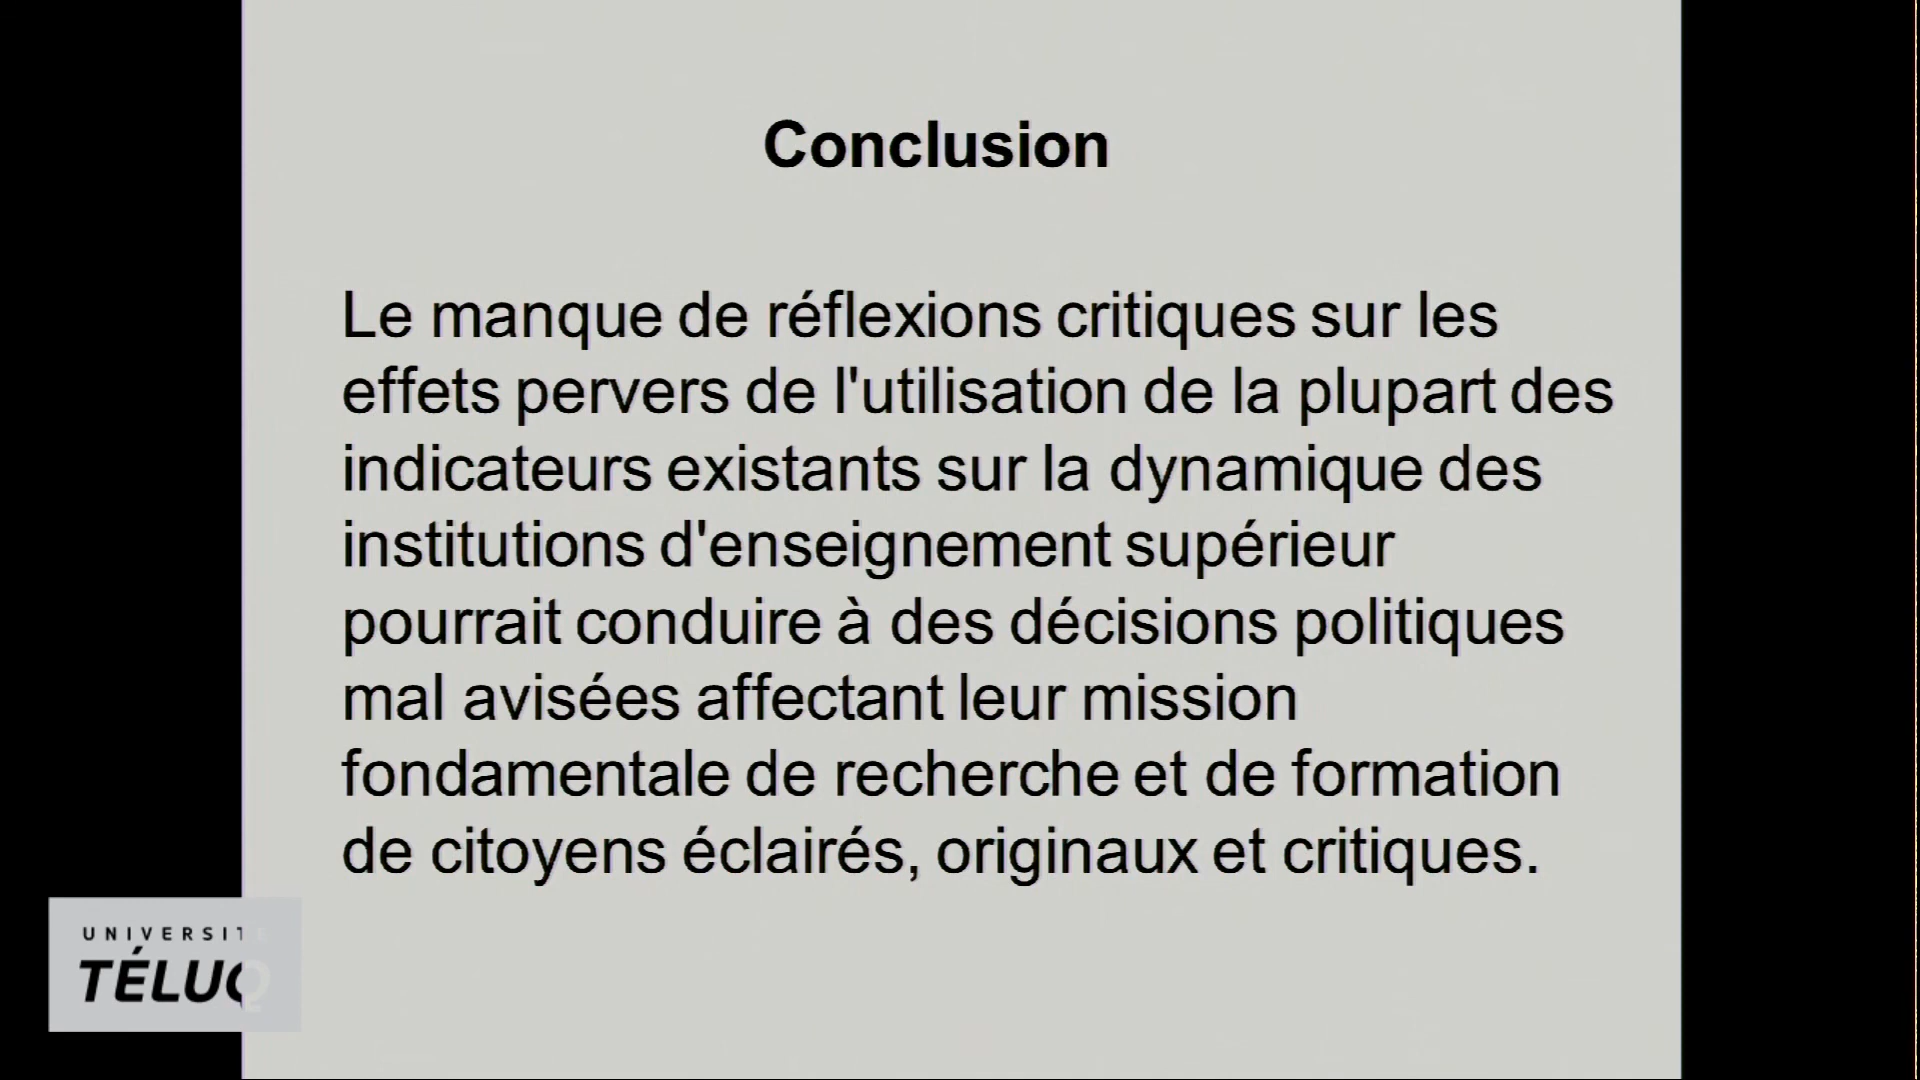 Conclusion
Le manque de réflexions critiques sur les
effets pervers de l'utilisation de la plupart des
indicateurs existants sur la dynamique des
institutions d'enseignement supérieur
pourrait conduire à des décisions politiques
mal avisées affectant leur mission
fondamentale de recherche et de formation
de citoyens éclairés, originaux et critiques.
UNIVERSITÉ
TÉLUQ